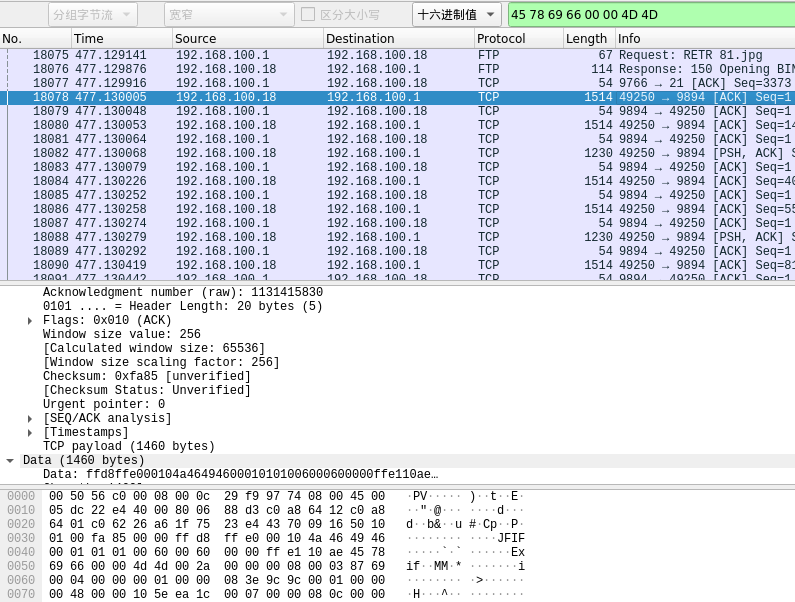 分组字节流 宽窄 区分大小写 十六进制值 45 78 69 66 00 00 4D 4D
No. Time Source Destination Protocol Length Info
18075 477.129141 192.168.100.1 192.168.100.18 FTP 67 Request: RETR 81.jpg
18076 477.129876 192.168.100.18 192.168.100.1 FTP 114 Response: 150 Opening BIN
18077 477.129916 192.168.100.1 192.168.100.18 TCP 54 9766 → 21 [ACK] Seq=3373
18078 477.130005 192.168.100.18 192.168.100.1 TCP 1514 49250 → 9894 [ACK] Seq=1
18079 477.130048 192.168.100.1 192.168.100.18 TCP 54 9894 → 49250 [ACK] Seq=1
18080 477.130053 192.168.100.18 192.168.100.1 TCP 1514 49250 → 9894 [ACK] Seq=14
18081 477.130064 192.168.100.1 192.168.100.18 TCP 54 9894 → 49250 [ACK] Seq=1
18082 477.130068 192.168.100.18 192.168.100.1 TCP 1230 49250 → 9894 [PSH, ACK] S
18083 477.130079 192.168.100.1 192.168.100.18 TCP 54 9894 → 49250 [ACK] Seq=1
18084 477.130226 192.168.100.18 192.168.100.1 TCP 1514 49250 → 9894 [ACK] Seq=40
18085 477.130252 192.168.100.1 192.168.100.18 TCP 54 9894 → 49250 [ACK] Seq=1
18086 477.130258 192.168.100.18 192.168.100.1 TCP 1514 49250 → 9894 [ACK] Seq=55
18087 477.130274 192.168.100.1 192.168.100.18 TCP 54 9894 → 49250 [ACK] Seq=1
18088 477.130279 192.168.100.18 192.168.100.1 TCP 1230 49250 → 9894 [PSH, ACK] S
18089 477.130292 192.168.100.1 192.168.100.18 TCP 54 9894 → 49250 [ACK] Seq=1
18090 477.130419 192.168.100.18 192.168.100.1 TCP 1514 49250 → 9894 [ACK] Seq=81
18091 477.130442 192.168.100.1 192.168.100.18 TCP 54 9894 → 49250 [ACK] Seq=1
Acknowledgment number (raw): 1131415830
0101 .... = Header Length: 20 bytes (5)
Flags: 0x010 (ACK)
Window size value: 256
[Calculated window size: 65536]
[Window size scaling factor: 256]
Checksum: 0xfa85 [unverified]
[Checksum Status: Unverified]
Urgent pointer: 0
[SEQ/ACK analysis]
[Timestamps]
TCP payload (1460 bytes)
Data (1460 bytes)
Data: ffd8ffe000104a46494600010101006000600000ffe110ae…
0000 00 50 56 c0 00 08 00 0c 29 f9 97 74 08 00 45 00 ·PV····· )··t··E·
0010 05 dc 22 e4 40 00 80 06 88 d3 c0 a8 64 12 c0 a8 ··"·@··· ····d···
0020 64 01 c0 62 26 a6 1f 75 23 e4 43 70 09 16 50 10 d··b&··u #·Cp··P·
0030 01 00 fa 85 00 00 ff d8 ff e0 00 10 4a 46 49 46 ········ ····JFIF
0040 00 01 01 01 00 60 00 60 00 00 ff e1 10 ae 45 78 ·····`·` ······Ex
0050 69 66 00 00 4d 4d 00 2a 00 00 00 08 00 03 87 69 if··MM·* ·······i
0060 00 04 00 00 00 01 00 00 08 3e 9c 9c 00 01 00 00 ········ ·>······
0070 00 48 00 00 10 5e ea 1c 00 07 00 00 08 0c 00 00 ·H···^·· ········